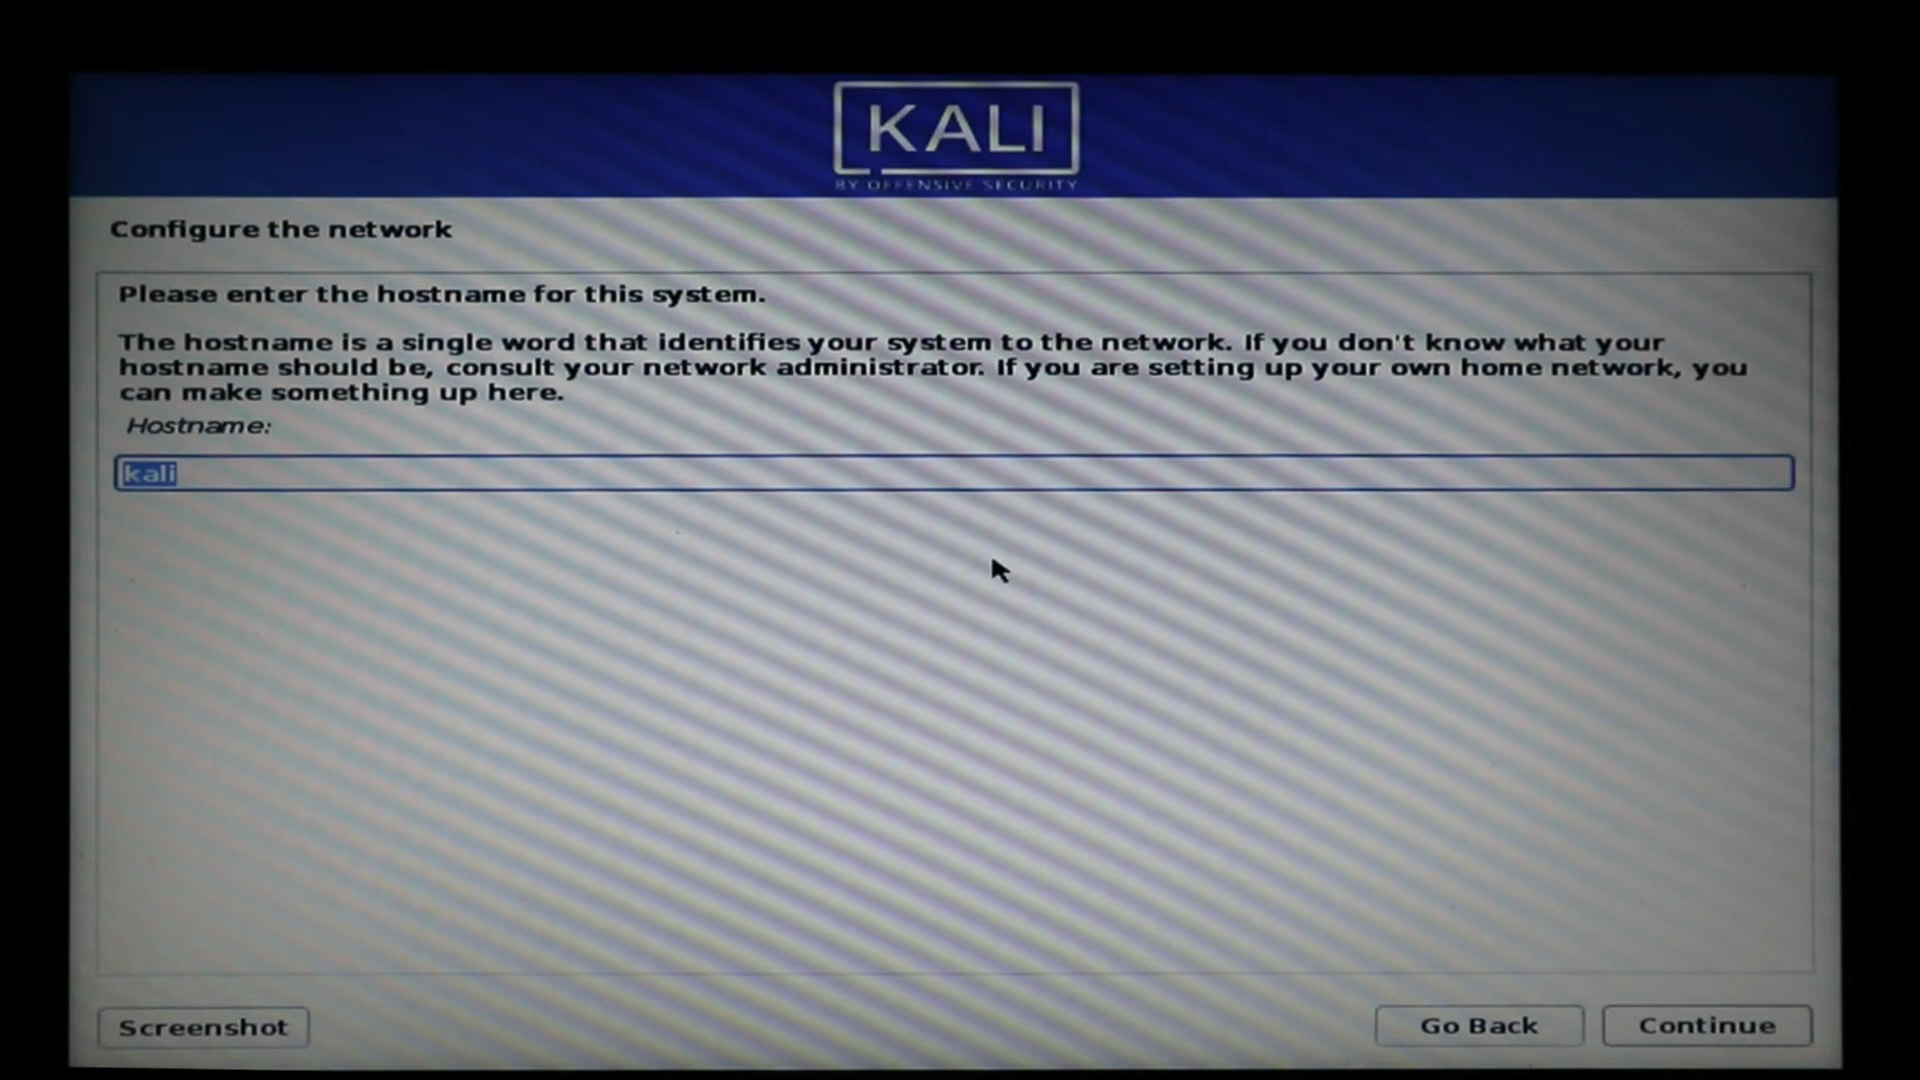 KALI
BY OFFENSIVE SECURITY
Configure the network
Please enter the hostname for this system.
The hostname is a single word that identifies your system to the network. If you don't know what your
hostname should be, consult your network administrator. If you are setting up your own home network, you
can make something up here.
Hostname:
kali
Screenshot
Go Back
Continue